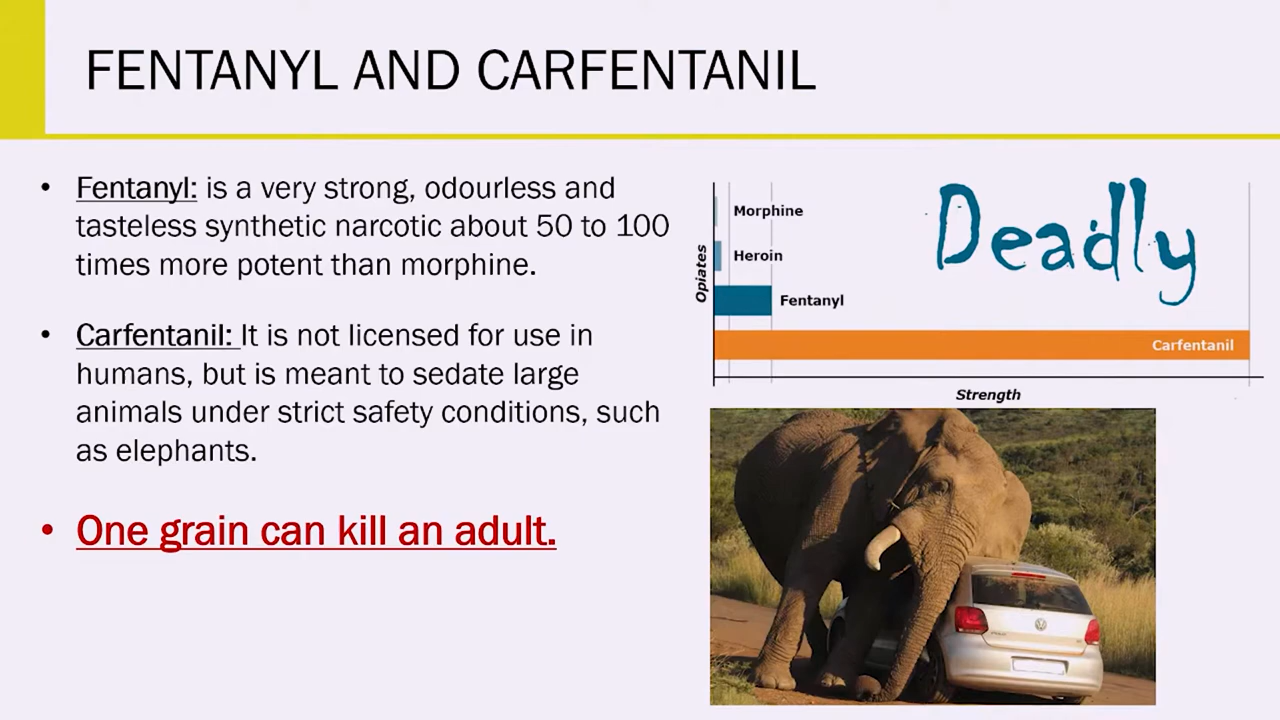 FENTANYL AND CARFENTANIL
• Fentanyl: is a very strong, odourless and
tasteless synthetic narcotic about 50 to 100
times more potent than morphine.
• Carfentanil: It is not licensed for use in
humans, but is meant to sedate large
animals under strict safety conditions, such
as elephants.
• One grain can kill an adult.
Deadly
Opiates
Morphine
Heroin
Fentanyl
Carfentanil
Strength